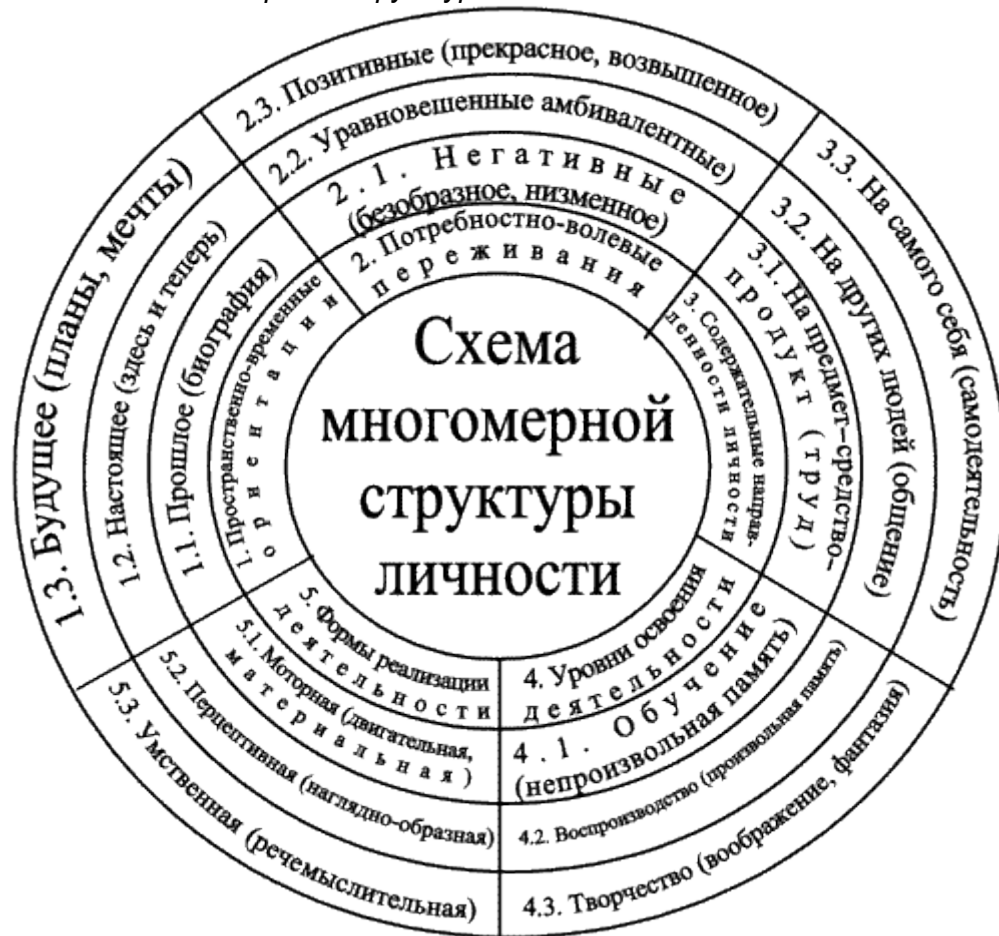 Схема
многомерной
структуры
личности
1. Пространственно-временные
ориентации
1.1. Прошлое (биография)
1.2. Настоящее (здесь и теперь)
1.3. Будущее (планы, мечты)
2. Потребностно-волевые
переживания
2.1. Негативные
(безобразное, низменное)
2.2. Уравновешенные амбивалентные)
2.3. Позитивные (прекрасное, возвышенное)
3. Содержательные направ-
ленности личности
3.1. На предмет-средство-
продукт (труд)
3.2. На других людей (общение)
3.3. На самого себя (самодеятельность)
4. Уровни освоения
деятельности
4.1. Обучение
(непроизвольная память)
4.2. Воспроизводство (произвольная память)
4.3. Творчество (воображение, фантазия)
5. Формы реализации
деятельности
5.1. Моторная (двигательная,
материальная)
5.2. Перцептивная (наглядно-образная)
5.3. Умственная (речемыслительная)